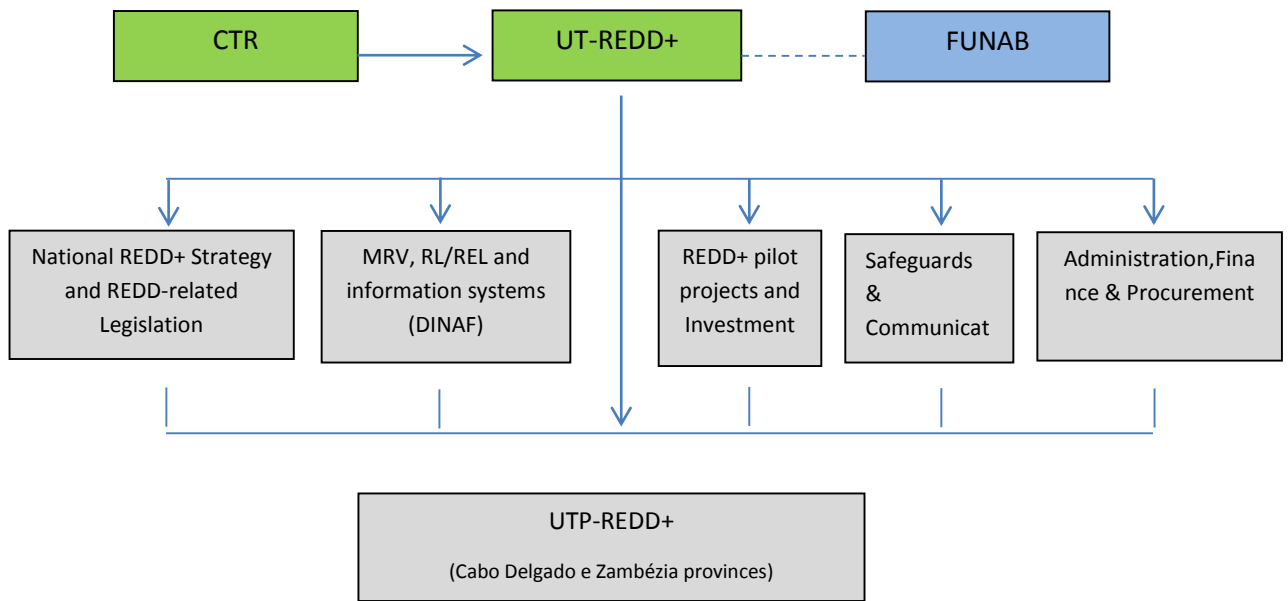 CTR
UT-REDD+
FUNAB
National REDD+ Strategy
and REDD-related
Legislation
MRV, RL/REL and
information systems
(DINAF)
REDD+ pilot
projects and
Investment
Safeguards
&
Communicat
Administration,Fina
nce & Procurement
UTP-REDD+
(Cabo Delgado e Zambézia provinces)